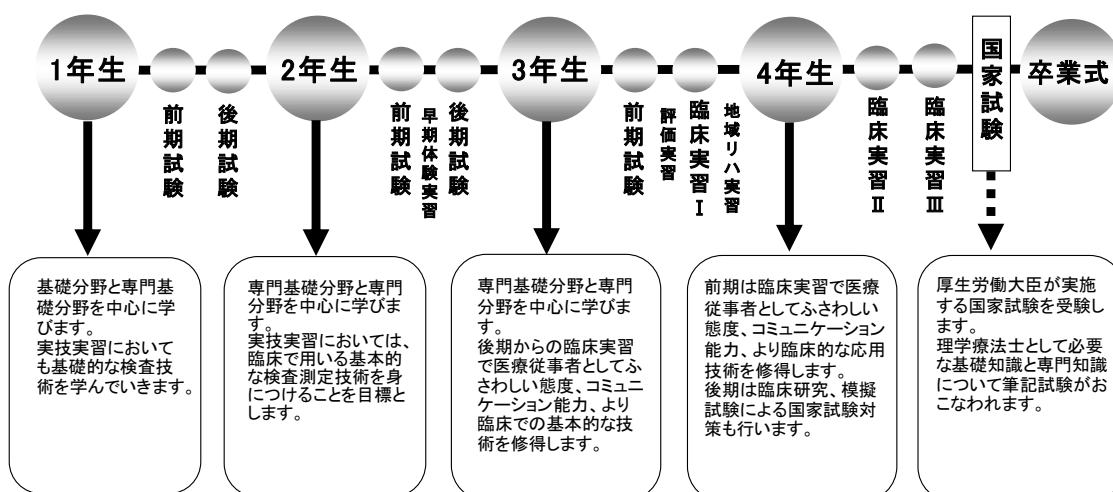 1年生
前期試験
後期試験
2年生
前期試験
早期体験実習
後期試験
3年生
前期試験
評価実習
臨床実習Ⅰ
地域リハ実習
4年生
臨床実習Ⅱ
臨床実習Ⅲ
国家試験
卒業式
基礎分野と専門基
礎分野を中心に学
びます。
実技実習において
も基礎的な検査技
術を学んでいきます。
専門基礎分野と専門
分野を中心に学びま
す。
実技実習においては、
臨床で用いる基本的
な検査測定技術を身
につけることを目標と
します。
専門基礎分野と専門
分野を中心に学びま
す。
後期からの臨床実習
で医療従事者としてふ
さわしい態度、コミュニ
ケーション能力、より
臨床での基本的な技
術を修得します。
前期は臨床実習で医療
従事者としてふさわしい
態度、コミュニケーション
能力、より臨床的な応用
技術を修得します。
後期は臨床研究、模擬
試験による国家試験対
策も行います。
厚生労働大臣が実施
する国家試験を受験し
ます。
理学療法士として必要
な基礎知識と専門知識
について筆記試験がお
こなわれます。